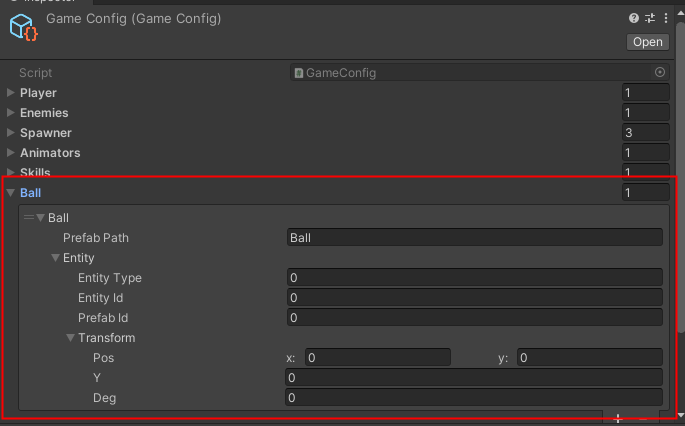 Game Config (Game Config)
Open
Script GameConfig
Player 1
Enemies 1
Spawner 3
Animators 1
Skills 1
Ball 1
Ball
Prefab Path Ball
Entity
Entity Type 0
Entity Id 0
Prefab Id 0
Transform
Pos x: 0 y: 0
Y 0
Deg 0